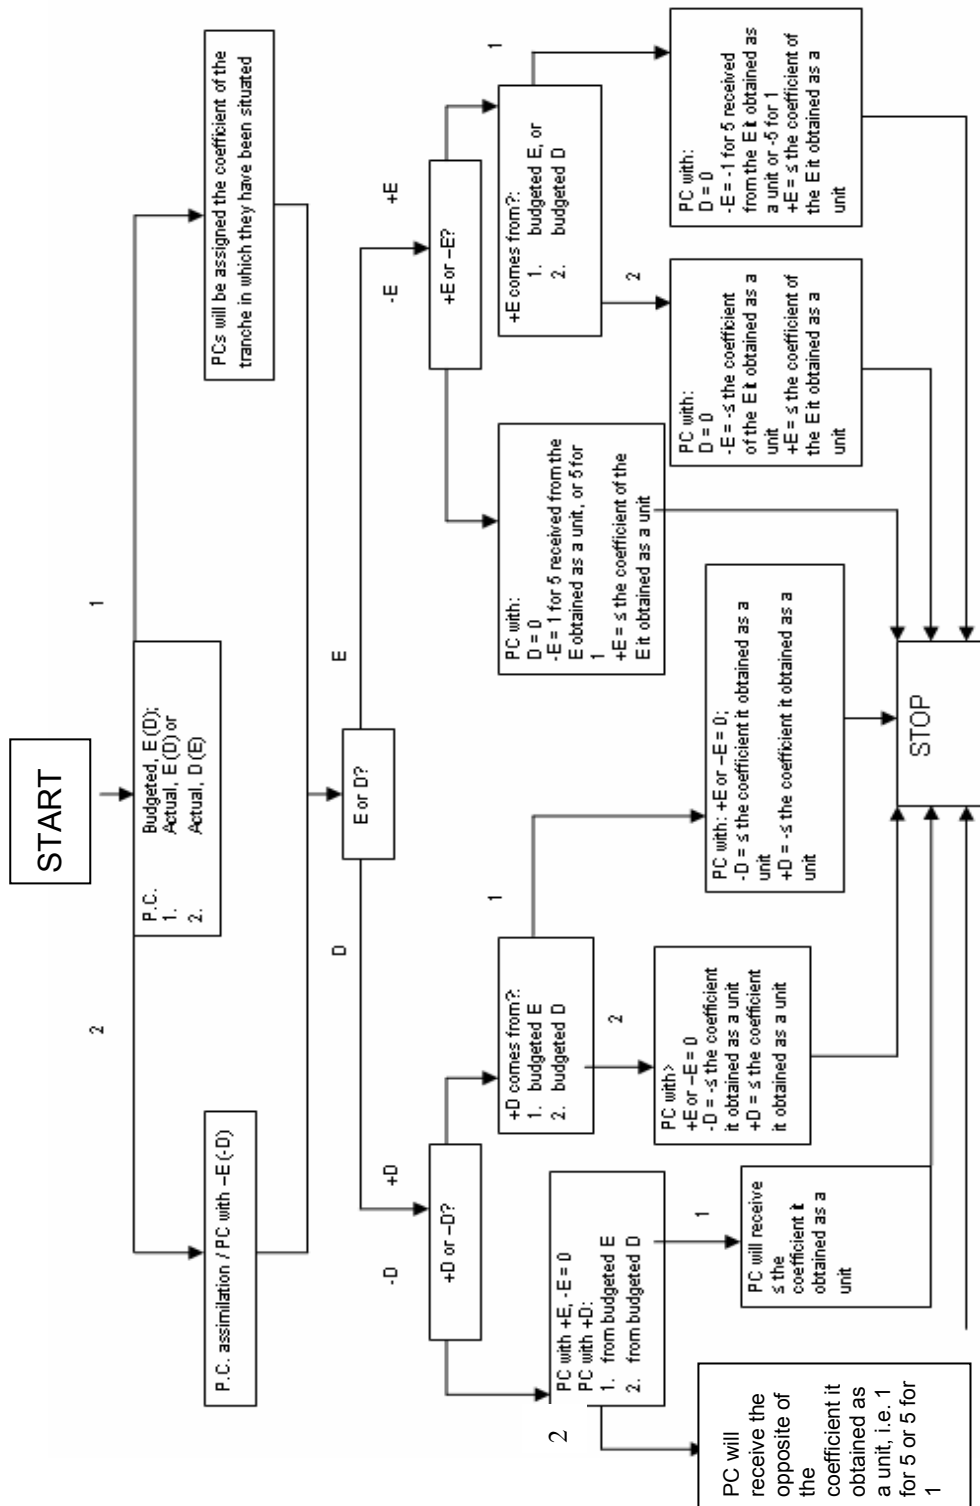 START
P.C. Budgeted, E (D);
1. Actual, E (D) or
2. Actual, D (E)
2
1
P.C. assimilation / PC with –E (-D)
PCs will be assigned the coefficient of the
tranche in which they have been situated
E or D?
D
E
-D
+D
-E
+E
+D or –D?
+E or –E?
PC with +E, -E = 0
PC with +D:
1. from budgeted E
2. from budgeted D
+D comes from?:
1. budgeted E
2. budgeted D
PC with:
D = 0
-E = 1 for 5 received from the
E obtained as a unit, or 5 for
1
+E = ≤ the coefficient of the
E it obtained as a unit
+E comes from?:
1. budgeted E, or
2. budgeted D
2
1
2
1
2
1
PC will
receive the
opposite of
the
coefficient it
obtained as
a unit, i.e. 1
for 5 or 5 for
1
PC will receive
≤ the
coefficient it
obtained as a
unit
PC with>
+E or –E = 0
-D = -≤ the coefficient
it obtained as a unit
+D = ≤ the coefficient
it obtained as a unit
PC with: +E or –E = 0;
-D = ≤ the coefficient it obtained as a
unit
+D = -≤ the coefficient it obtained as a
unit
PC with:
D = 0
-E = -≤ the coefficient
of the E it obtained as a
unit
+E = ≤ the coefficient of
the E it obtained as a
unit
PC with:
D = 0
-E = -1 for 5 received
from the E it obtained as
a unit or -5 for 1
+E = ≤ the coefficient of
the E it obtained as a
unit
STOP